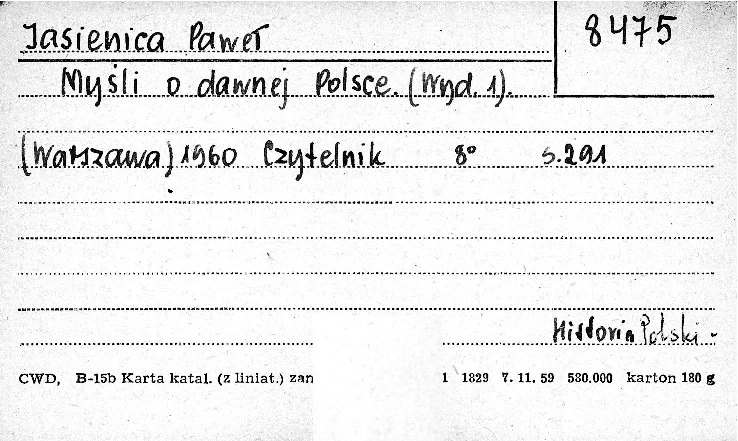 Jasienica Paweł
8475
Myśli o dawnej Polsce. (Wyd. 1).
(Warszawa) 1960 Czytelnik 8° s. 291
Historia Polski -
CWD, B-15b Karta katal. (z liniat.) zan 1 1829 7. 11. 59 530.000 karton 180 g